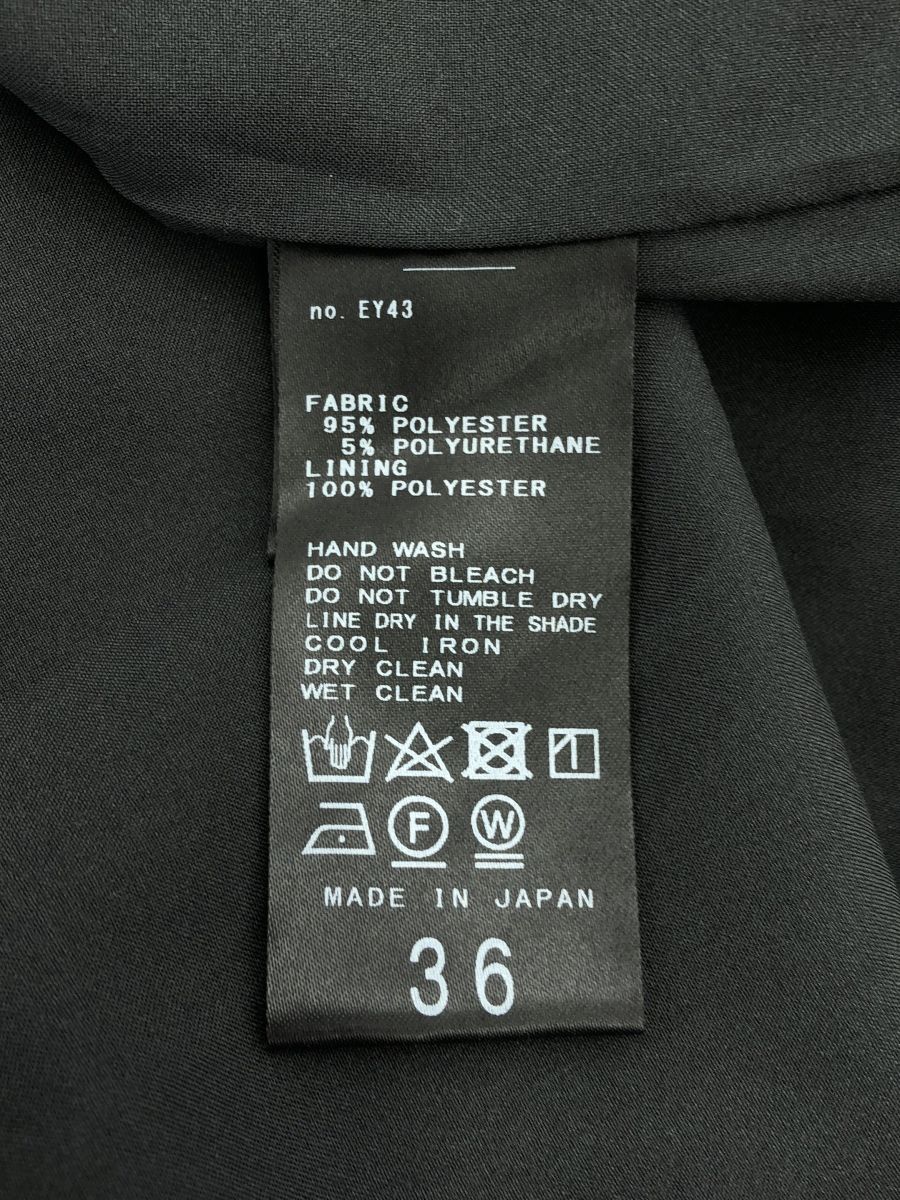 no. EY43
FABRIC
95% POLYESTER
5% POLYURETHANE
LINING
100% POLYESTER
HAND WASH
DO NOT BLEACH
DO NOT TUMBLE DRY
LINE DRY IN THE SHADE
COOL IRON
DRY CLEAN
WET CLEAN
F W
MADE IN JAPAN
36